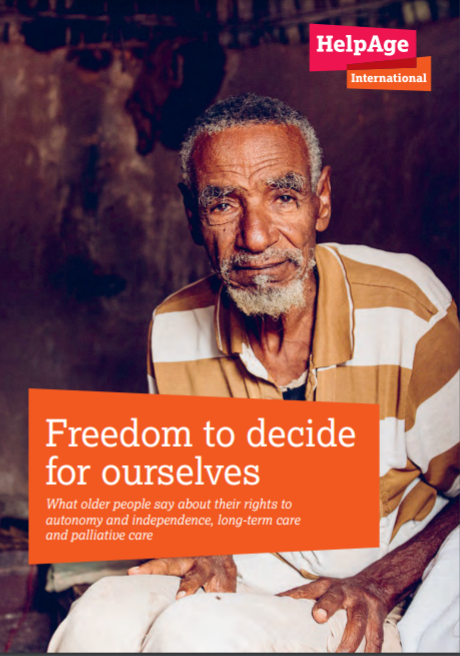 HelpAge
International
Freedom to decide
for ourselves
What older people say about their rights to
autonomy and independence, long-term care
and palliative care